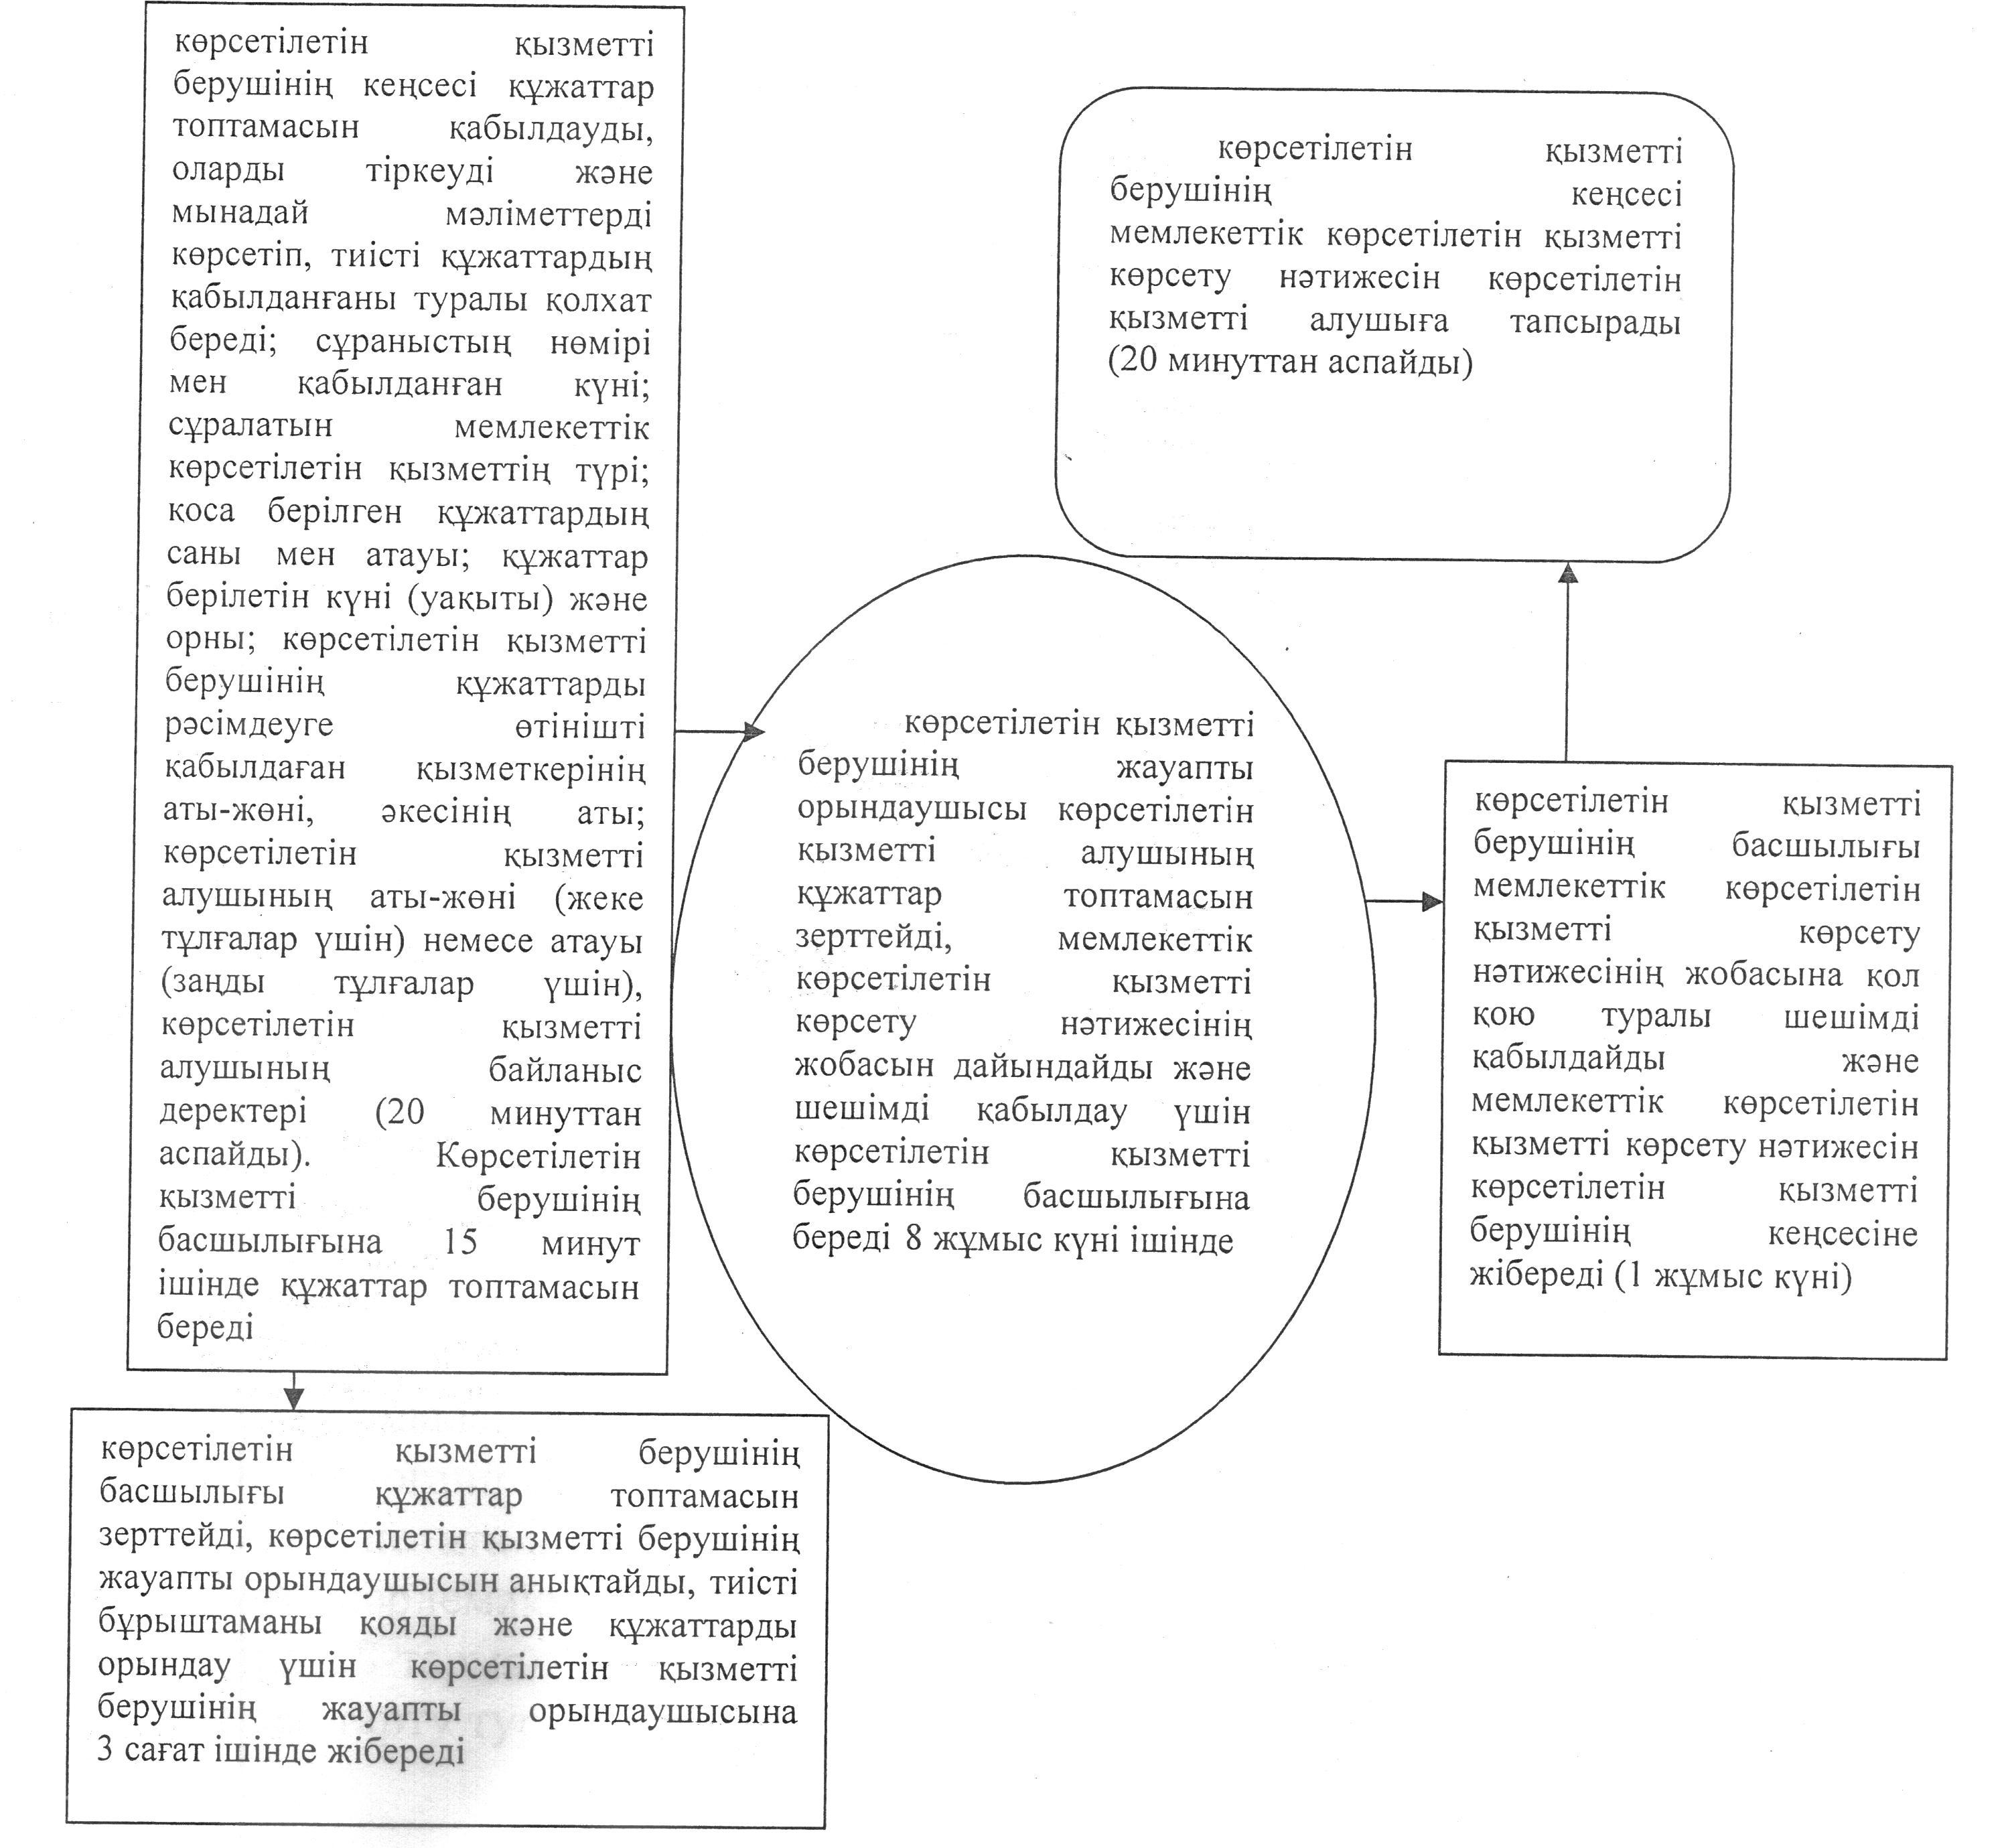 көрсетілетін қызметті
берушінің кеңсесі құжаттар
топтамасын қабылдауды,
оларды тіркеуді және
мынадай мәліметтерді
көрсетіп, тиісті құжаттардың
қабылданғаны туралы қолхат
береді; сұраныстың нөмірі
мен қабылданған күні;
сұралатын мемлекеттік
көрсетілетін қызметтің түрі;
қоса берілген құжаттардың
саны мен атауы; құжаттар
берілетін күні (уақыты) және
орны; көрсетілетін қызметті
берушінің құжаттарды
рәсімдеуге өтінішті
қабылдаған қызметкерінің
аты-жөні, әкесінің аты;
көрсетілетін қызметті
алушының аты-жөні (жеке
тұлғалар үшін) немесе атауы
(заңды тұлғалар үшін),
көрсетілетін қызметті
алушының байланыс
деректері (20 минуттан
аспайды). Көрсетілетін
қызметті берушінің
басшылығына 15 минут
ішінде құжаттар топтамасын
береді
көрсетілетін қызметті берушінің
басшылығы құжаттар топтамасын
зерттейді, көрсетілетін қызметті берушінің
жауапты орындаушысын анықтайды, тиісті
бұрыштаманы қояды және құжаттарды
орындау үшін көрсетілетін қызметті
берушінің жауапты орындаушысына
3 сағат ішінде жібереді
көрсетілетін қызметті
берушінің жауапты
орындаушысы көрсетілетін
қызметті алушының
құжаттар топтамасын
зерттейді, мемлекеттік
көрсетілетін қызметті
көрсету нәтижесінің
жобасын дайындайды және
шешімді қабылдау үшін
көрсетілетін қызметті
берушінің басшылығына
береді 8 жұмыс күні ішінде
көрсетілетін қызметті
берушінің басшылығы
мемлекеттік көрсетілетін
қызметті көрсету
нәтижесінің жобасына қол
қою туралы шешімді
қабылдайды және
мемлекеттік көрсетілетін
қызметті көрсету нәтижесін
көрсетілетін қызметті
берушінің кеңсесіне
жібереді (1 жұмыс күні)
көрсетілетін қызметті
берушінің кеңсесі
мемлекеттік көрсетілетін қызметті
көрсету нәтижесін көрсетілетін
қызметті алушыға тапсырады
(20 минуттан аспайды)